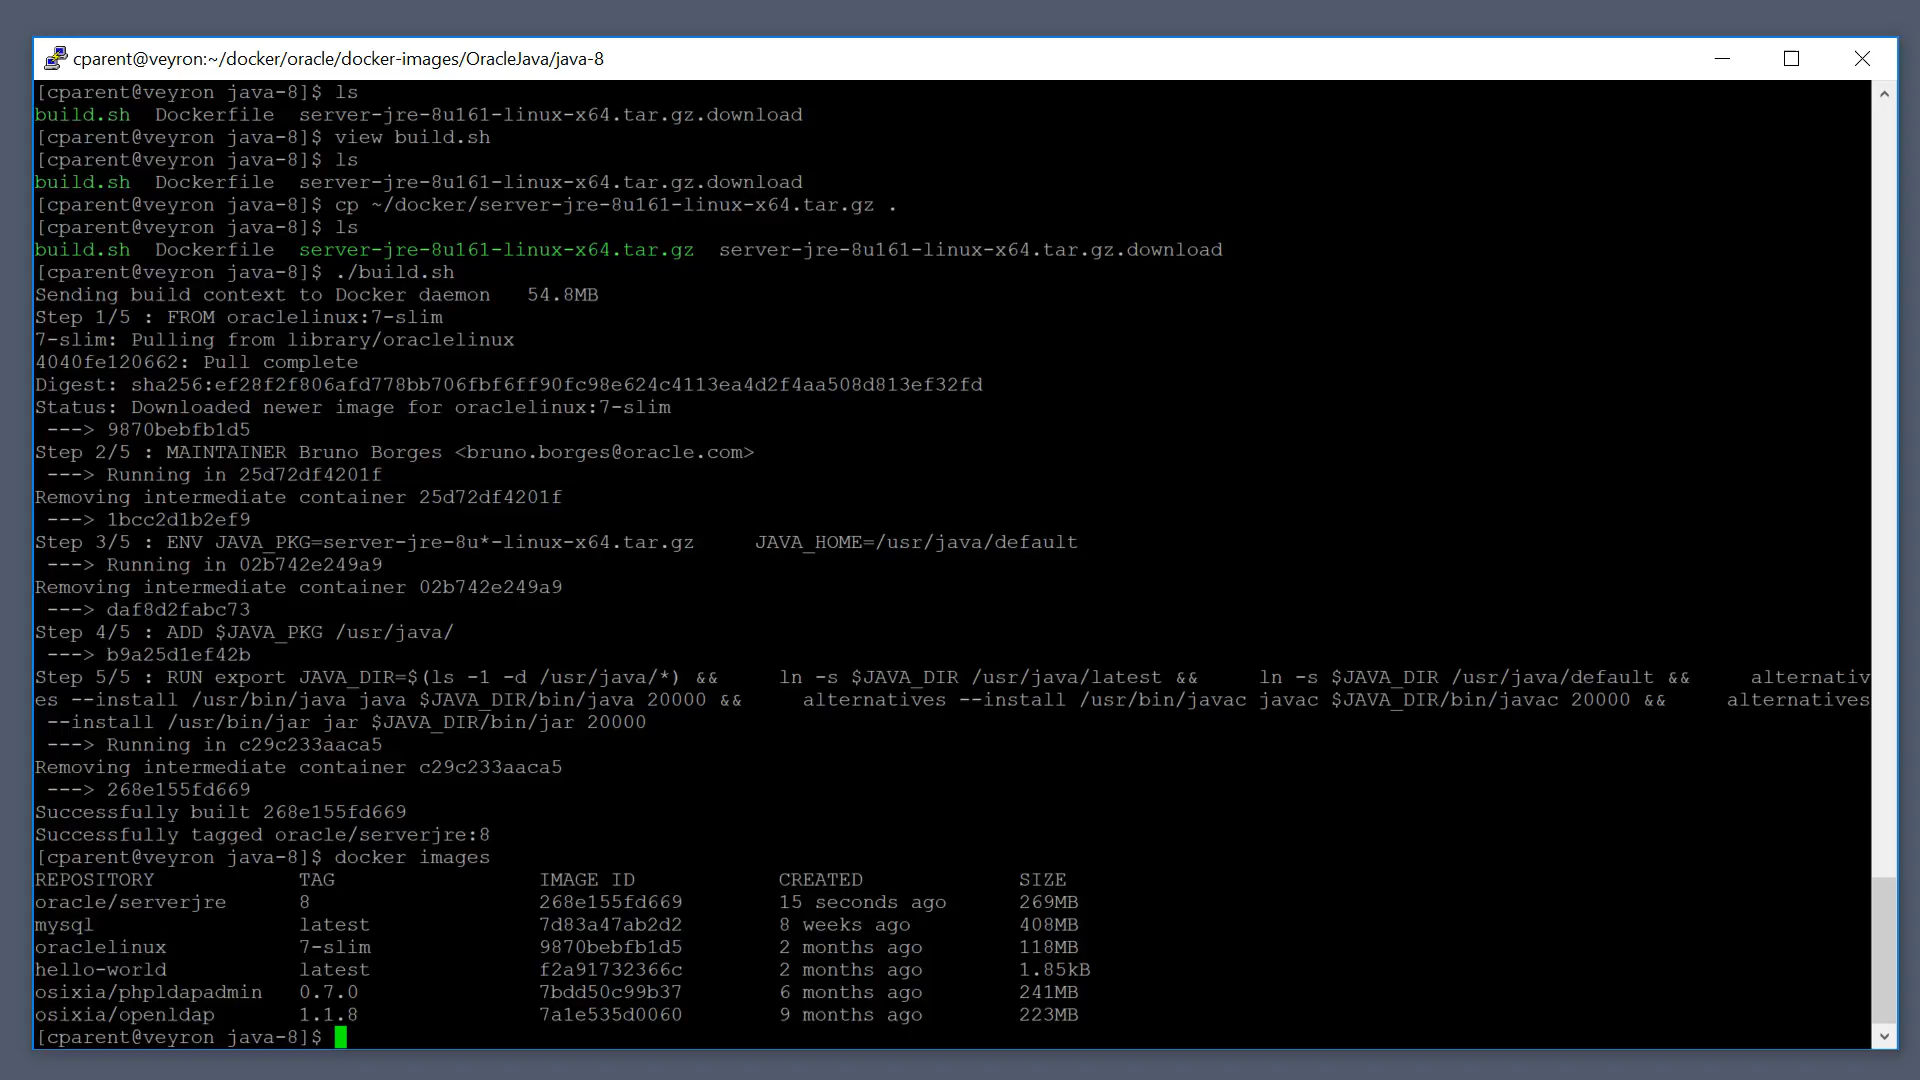 cparent@veyron:~/docker/oracle/docker-images/OracleJava/java-8
[cparent@veyron java-8]$ ls
build.sh  Dockerfile  server-jre-8u161-linux-x64.tar.gz.download
[cparent@veyron java-8]$ view build.sh
[cparent@veyron java-8]$ ls
build.sh  Dockerfile  server-jre-8u161-linux-x64.tar.gz.download
[cparent@veyron java-8]$ cp ~/docker/server-jre-8u161-linux-x64.tar.gz .
[cparent@veyron java-8]$ ls
build.sh  Dockerfile  server-jre-8u161-linux-x64.tar.gz  server-jre-8u161-linux-x64.tar.gz.download
[cparent@veyron java-8]$ ./build.sh
Sending build context to Docker daemon   54.8MB
Step 1/5 : FROM oraclelinux:7-slim
7-slim: Pulling from library/oraclelinux
4040fe120662: Pull complete
Digest: sha256:ef28f2f806afd778bb706fbf6ff90fc98e624c4113ea4d2f4aa508d813ef32fd
Status: Downloaded newer image for oraclelinux:7-slim
 ---> 9870bebfb1d5
Step 2/5 : MAINTAINER Bruno Borges <bruno.borges@oracle.com>
 ---> Running in 25d72df4201f
Removing intermediate container 25d72df4201f
 ---> 1bcc2d1b2ef9
Step 3/5 : ENV JAVA_PKG=server-jre-8u*-linux-x64.tar.gz     JAVA_HOME=/usr/java/default
 ---> Running in 02b742e249a9
Removing intermediate container 02b742e249a9
 ---> daf8d2fabc73
Step 4/5 : ADD $JAVA_PKG /usr/java/
 ---> b9a25d1ef42b
Step 5/5 : RUN export JAVA_DIR=$(ls -1 -d /usr/java/*) &&     ln -s $JAVA_DIR /usr/java/latest &&     ln -s $JAVA_DIR /usr/java/default &&     alternativ
es --install /usr/bin/java java $JAVA_DIR/bin/java 20000 &&     alternatives --install /usr/bin/javac javac $JAVA_DIR/bin/javac 20000 &&     alternatives
 --install /usr/bin/jar jar $JAVA_DIR/bin/jar 20000
 ---> Running in c29c233aaca5
Removing intermediate container c29c233aaca5
 ---> 268e155fd669
Successfully built 268e155fd669
Successfully tagged oracle/serverjre:8
[cparent@veyron java-8]$ docker images
REPOSITORY            TAG                 IMAGE ID            CREATED             SIZE
oracle/serverjre      8                   268e155fd669        15 seconds ago      269MB
mysql                 latest              7d83a47ab2d2        8 weeks ago         408MB
oraclelinux           7-slim              9870bebfb1d5        2 months ago        118MB
hello-world           latest              f2a91732366c        2 months ago        1.85kB
osixia/phpldapadmin   0.7.0               7bdd50c99b37        6 months ago        241MB
osixia/openldap       1.1.8               7a1e535d0060        9 months ago        223MB
[cparent@veyron java-8]$